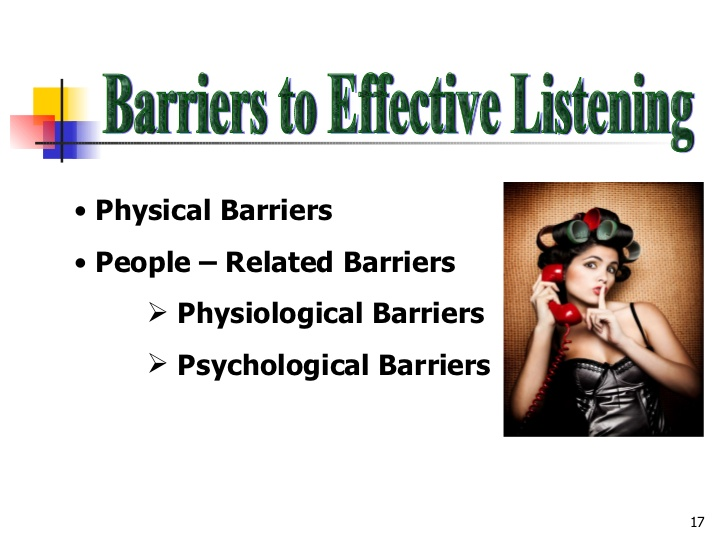 Barriers to Effective Listening
• Physical Barriers
• People – Related Barriers
➢ Physiological Barriers
➢ Psychological Barriers
17